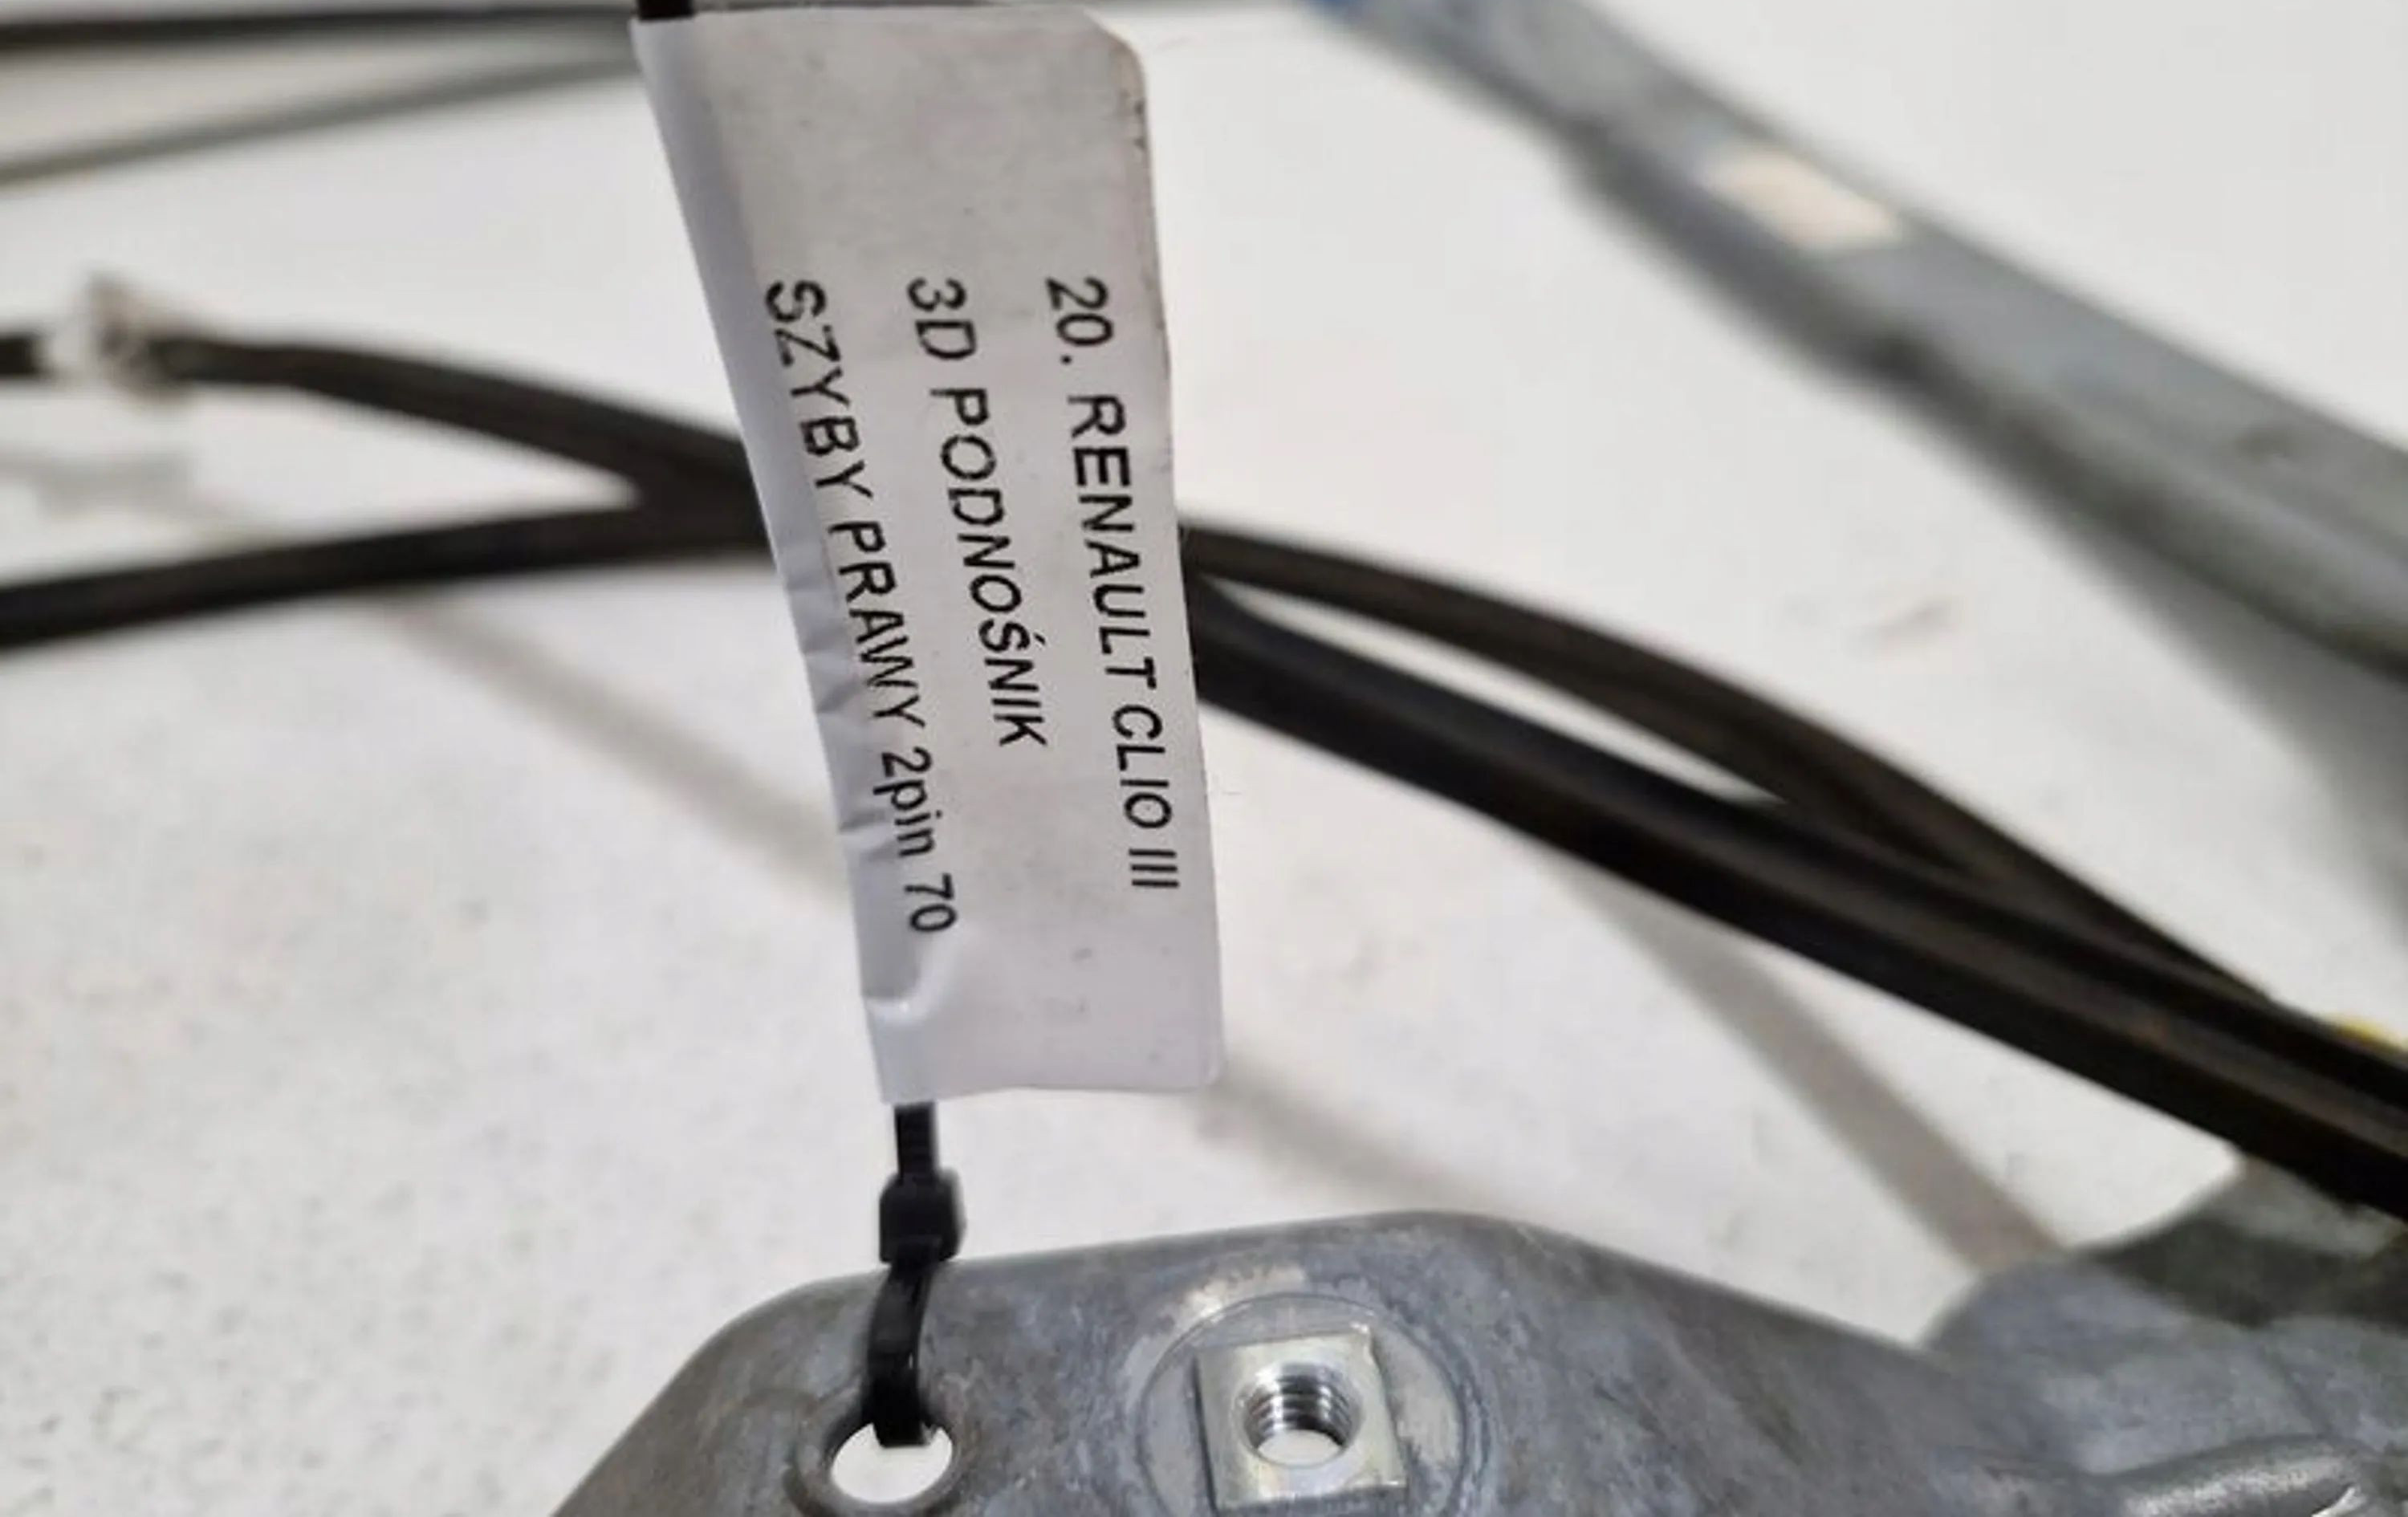 20. RENAULT CLIO III
3D PODNOŚNIK
SZYBY PRAWY 2pin 70